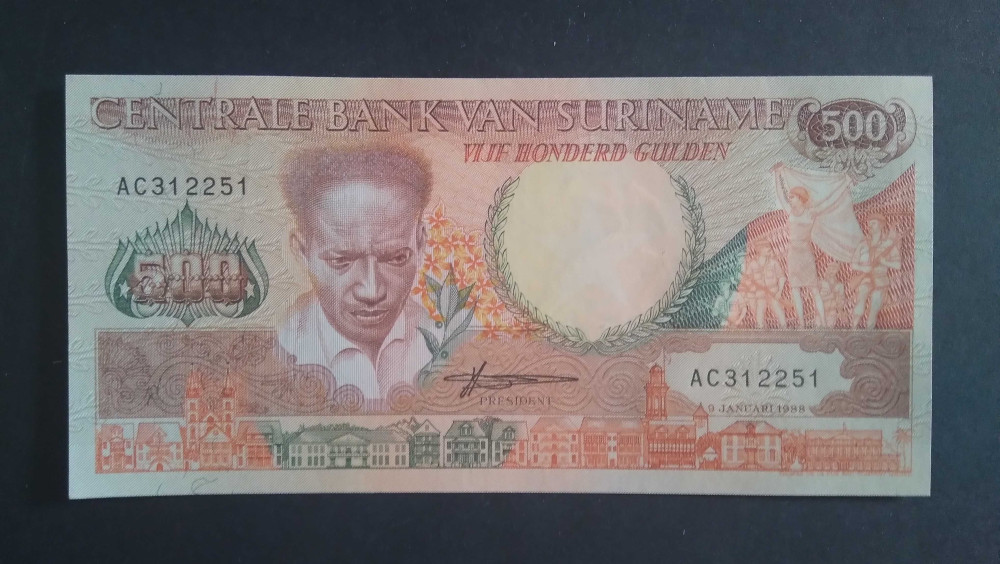 CENTRALE BANK VAN SURINAME
500
VIJF HONDERD GULDEN
AC312251
500
AC312251
PRESIDENT
9 JANUARI 1988